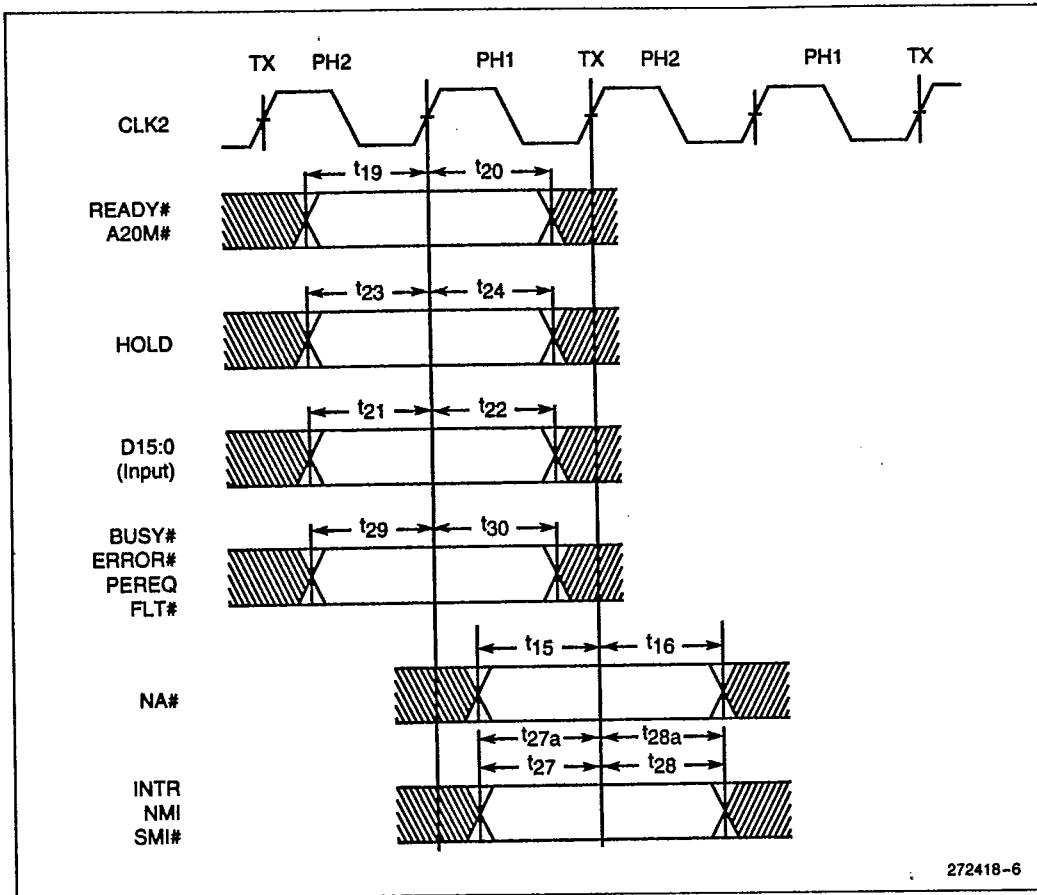 TX PH2 PH1 TX PH2 PH1 TX
CLK2
t19 t20
READY#
A20M#
t23 t24
HOLD
t21 t22
D15:0
(Input)
t29 t30
BUSY#
ERROR#
PEREQ
FLT#
t15 t16
NA#
t27a t28a
t27 t28
INTR
NMI
SMI#
272418-6